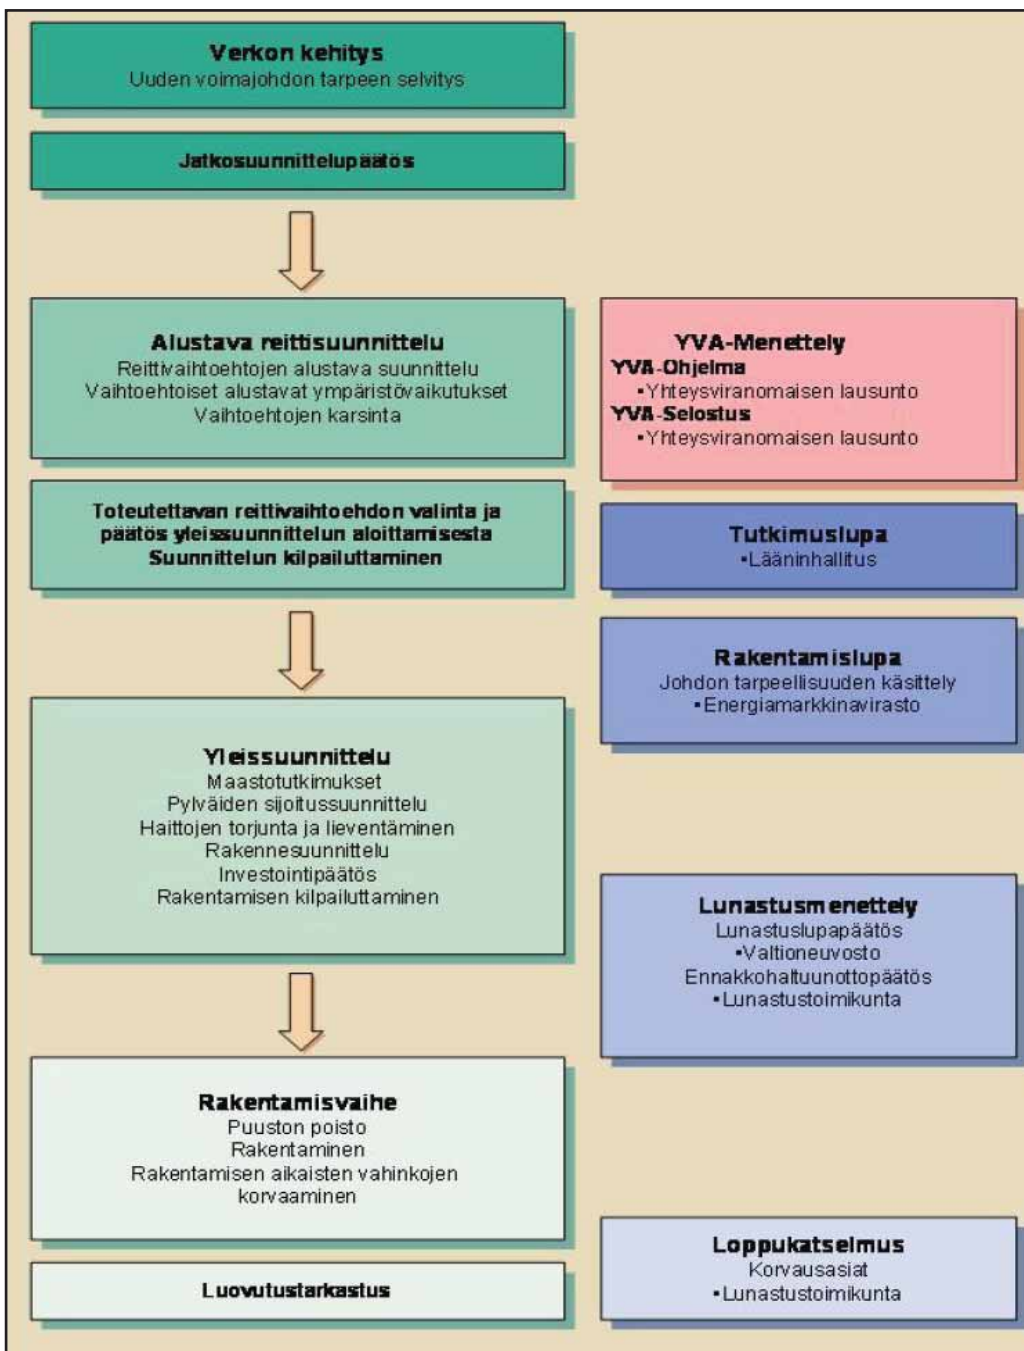 Verkon kehitys
Uuden voimajohdon tarpeen selvitys
Jatkosuunnittelupäätös
Alustava reittisuunnittelu
Reittivaihtoehtojen alustava suunnittelu
Vaihtoehtoiset alustavat ympäristövaikutukset
Vaihtoehtojen karsinta
YVA-Menettely
YVA-Ohjelma
▪Yhteysviranomaisen lausunto
YVA-Selostus
▪Yhteysviranomaisen lausunto
Toteutettavan reittivaihtoehdon valinta ja
päätös yleissuunnittelun aloittamisesta
Suunnittelun kilpailuttaminen
Tutkimuslupa
▪Lääninhallitus
Rakentamislupa
Johdon tarpeellisuuden käsittely
▪Energiamarkkinavirasto
Yleissuunnittelu
Maastotutkimukset
Pylväiden sijoitussuunnittelu
Haittojen torjunta ja lieventäminen
Rakennesuunnittelu
Investointipäätös
Rakentamisen kilpailuttaminen
Lunastusmenettely
Lunastuslupapäätös
▪Valtioneuvosto
Ennakkohaltuunottopäätös
▪Lunastustoimikunta
Rakentamisvaihe
Puuston poisto
Rakentaminen
Rakentamisen aikaisten vahinkojen
korvaaminen
Luovutustarkastus
Loppukatselmus
Korvausasiat
▪Lunastustoimikunta